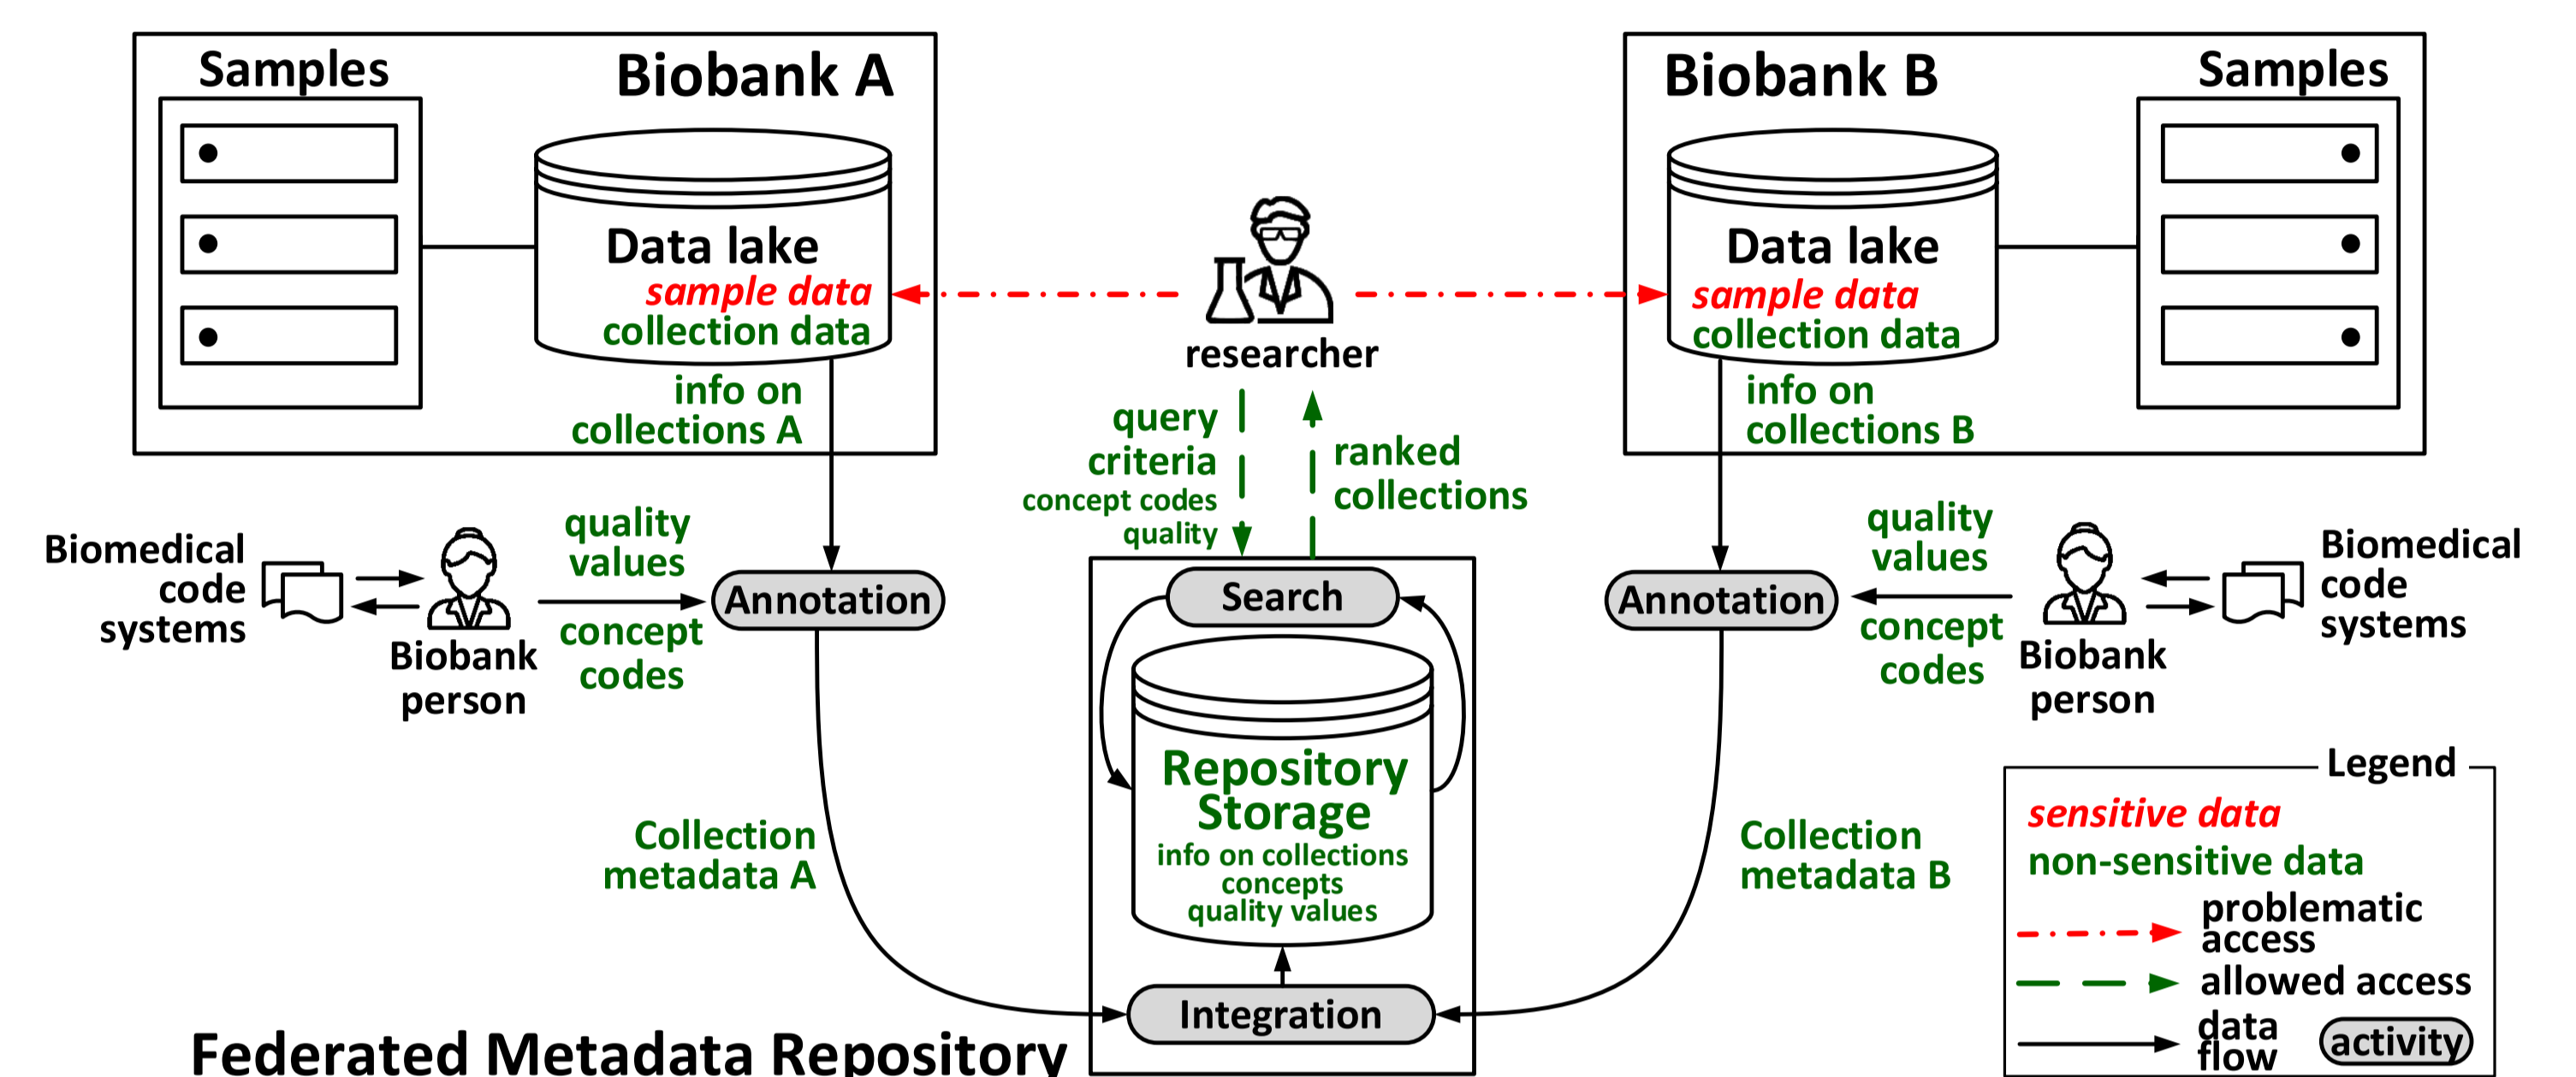 Samples
Biobank A
Data lake
sample data
collection data
info on
collections A
Biobank B
Samples
Data lake
sample data
collection data
info on
collections B
researcher
query
criteria
concept codes
quality
ranked
collections
Biomedical
code
systems
Biobank
person
quality
values
concept
codes
Annotation
Search
Annotation
quality
values
concept
codes
Biobank
person
Biomedical
code
systems
Repository
Storage
info on collections
concepts
quality values
Collection
metadata A
Collection
metadata B
Integration
Federated Metadata Repository
Legend
sensitive data
non-sensitive data
problematic
access
allowed access
data
flow
activity